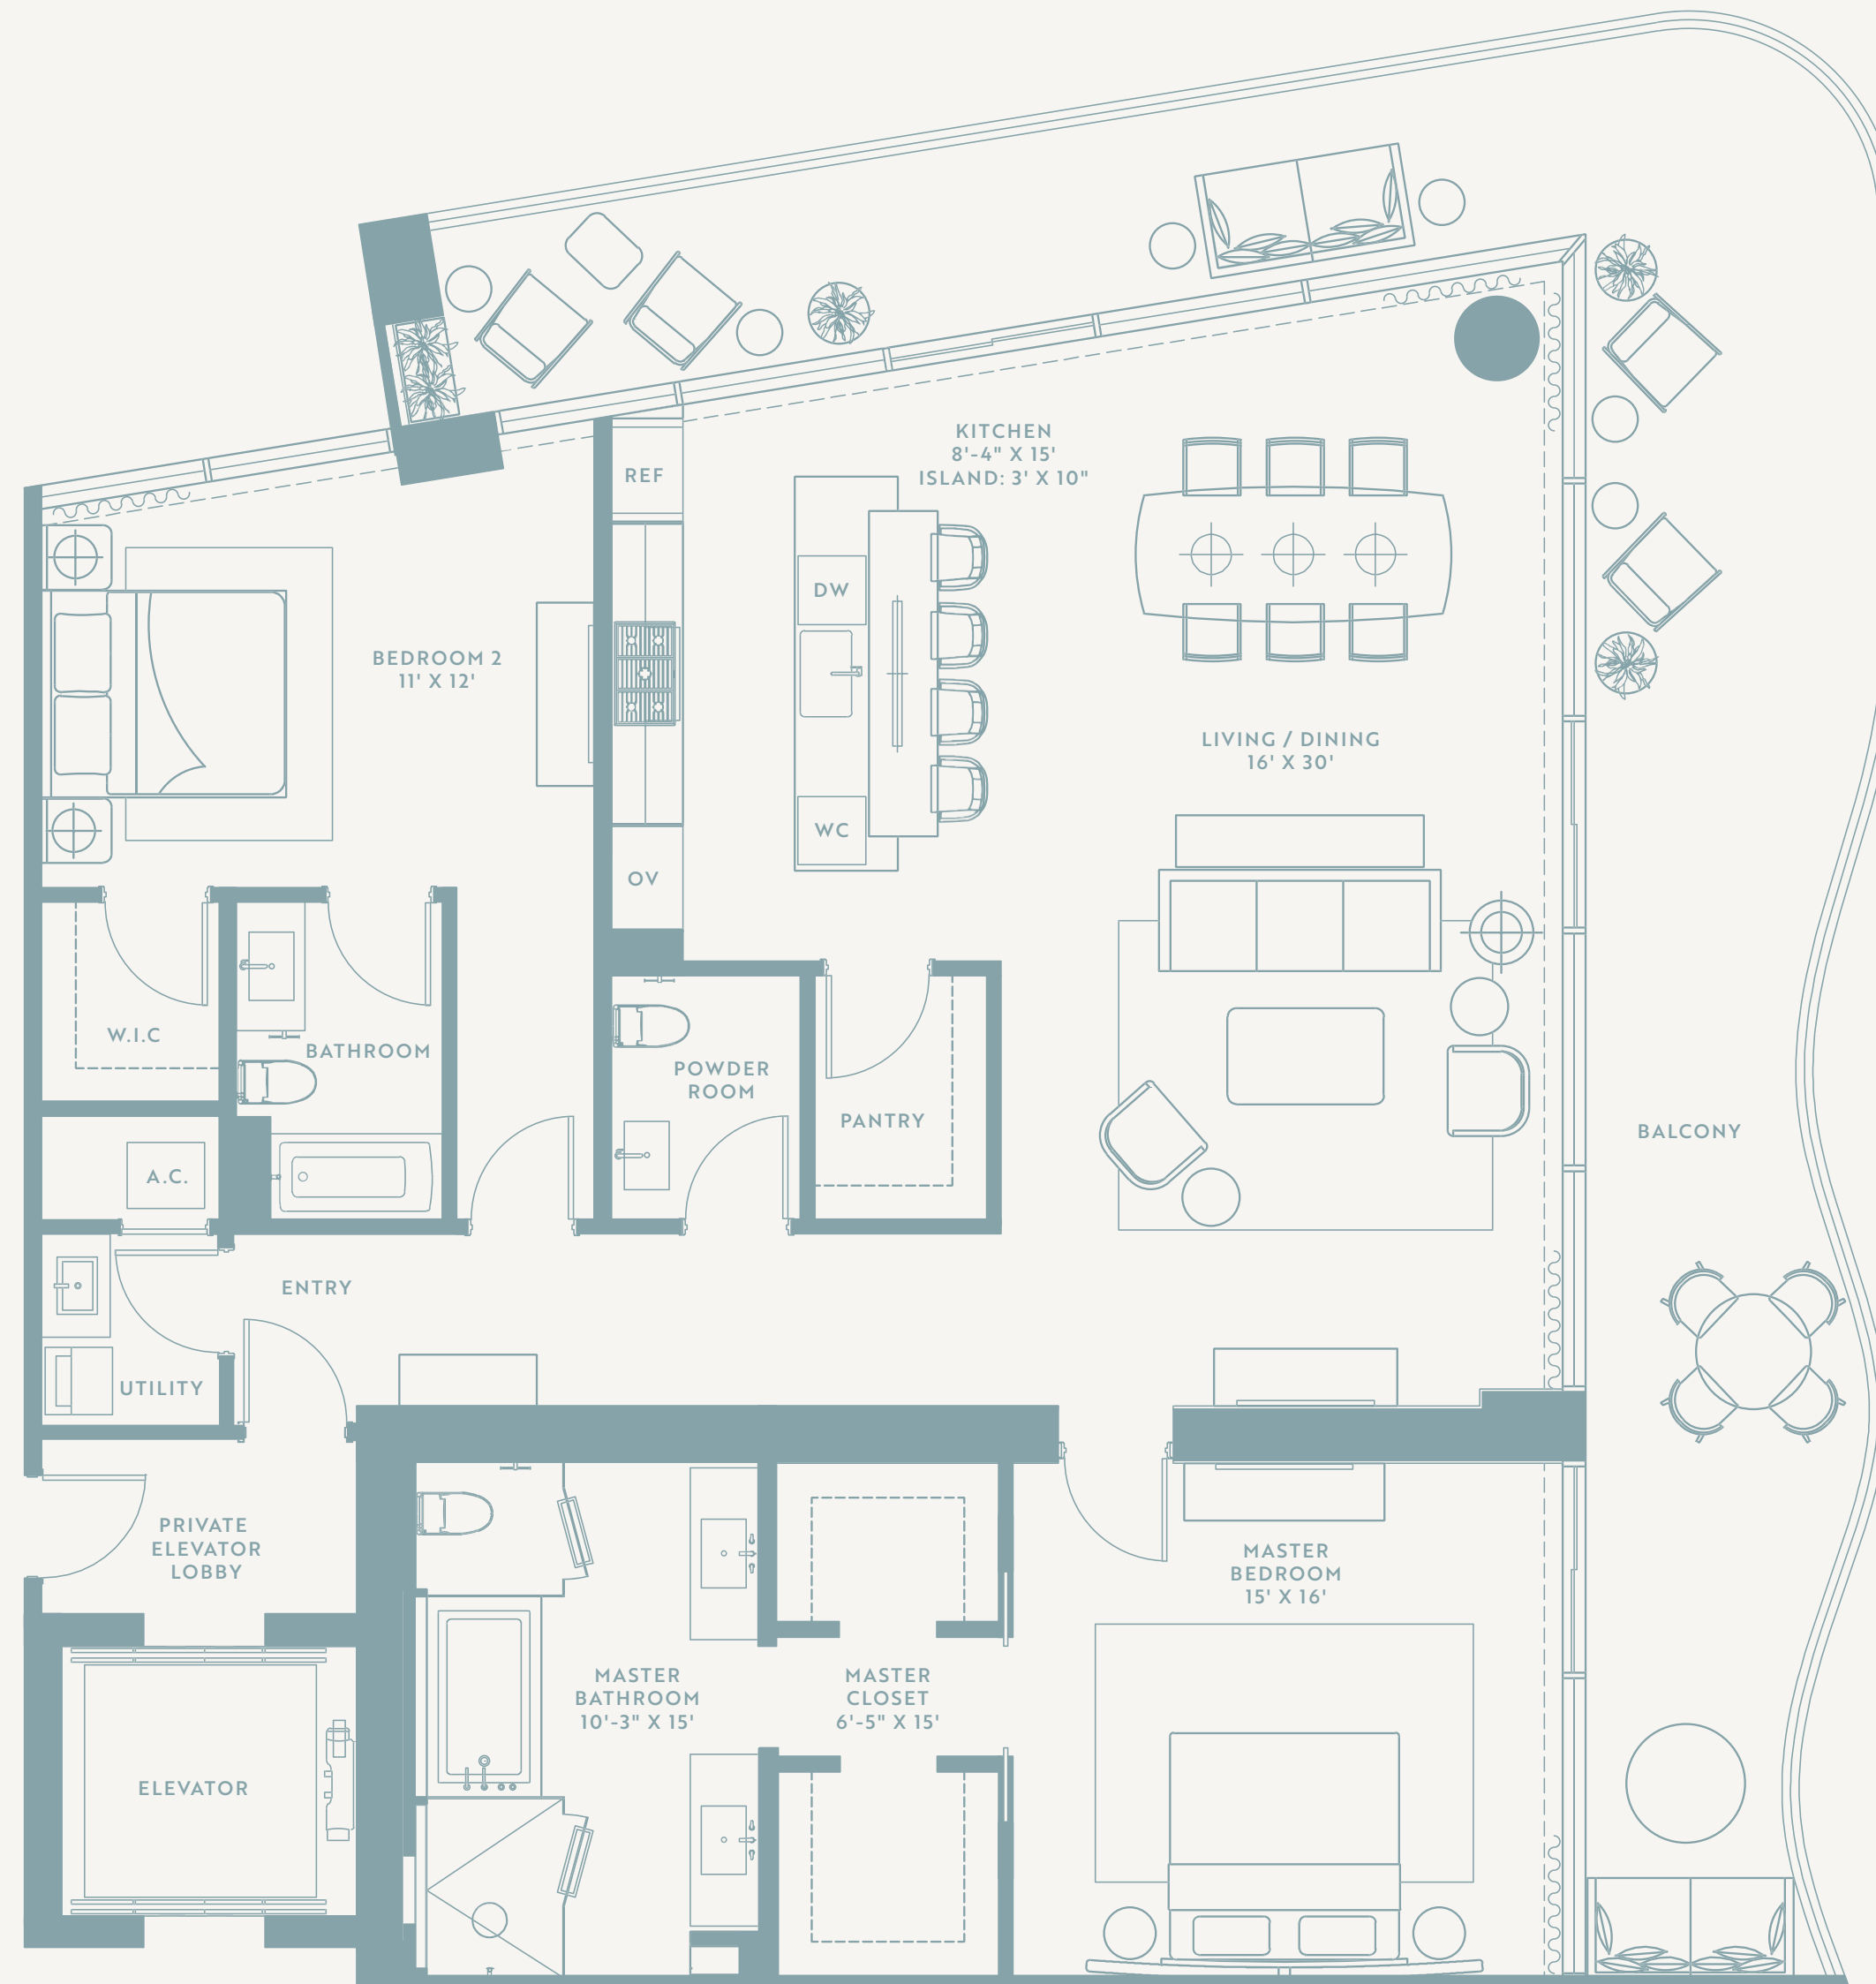 KITCHEN
8'-4" X 15'
ISLAND: 3' X 10"
REF
DW
BEDROOM 2
11' X 12'
LIVING / DINING
16' X 30'
WC
OV
W.I.C
BATHROOM
POWDER
ROOM
PANTRY
BALCONY
A.C.
ENTRY
UTILITY
PRIVATE
ELEVATOR
LOBBY
MASTER
BEDROOM
15' X 16'
MASTER
BATHROOM
10'-3" X 15'
MASTER
CLOSET
6'-5" X 15'
ELEVATOR